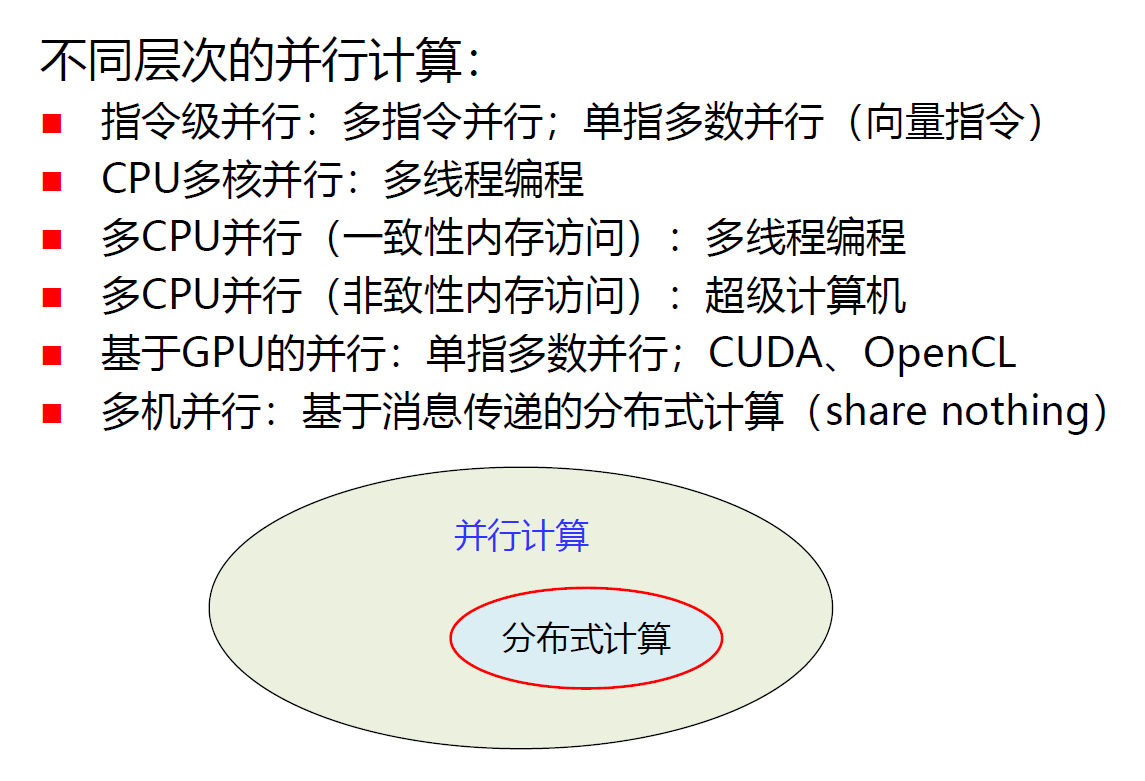 不同层次的并行计算：
指令级并行：多指令并行；单指多数并行（向量指令）
CPU多核并行：多线程编程
多CPU并行（一致性内存访问）：多线程编程
多CPU并行（非致性内存访问）：超级计算机
基于GPU的并行：单指多数并行；CUDA、OpenCL
多机并行：基于消息传递的分布式计算（share nothing）
并行计算
分布式计算